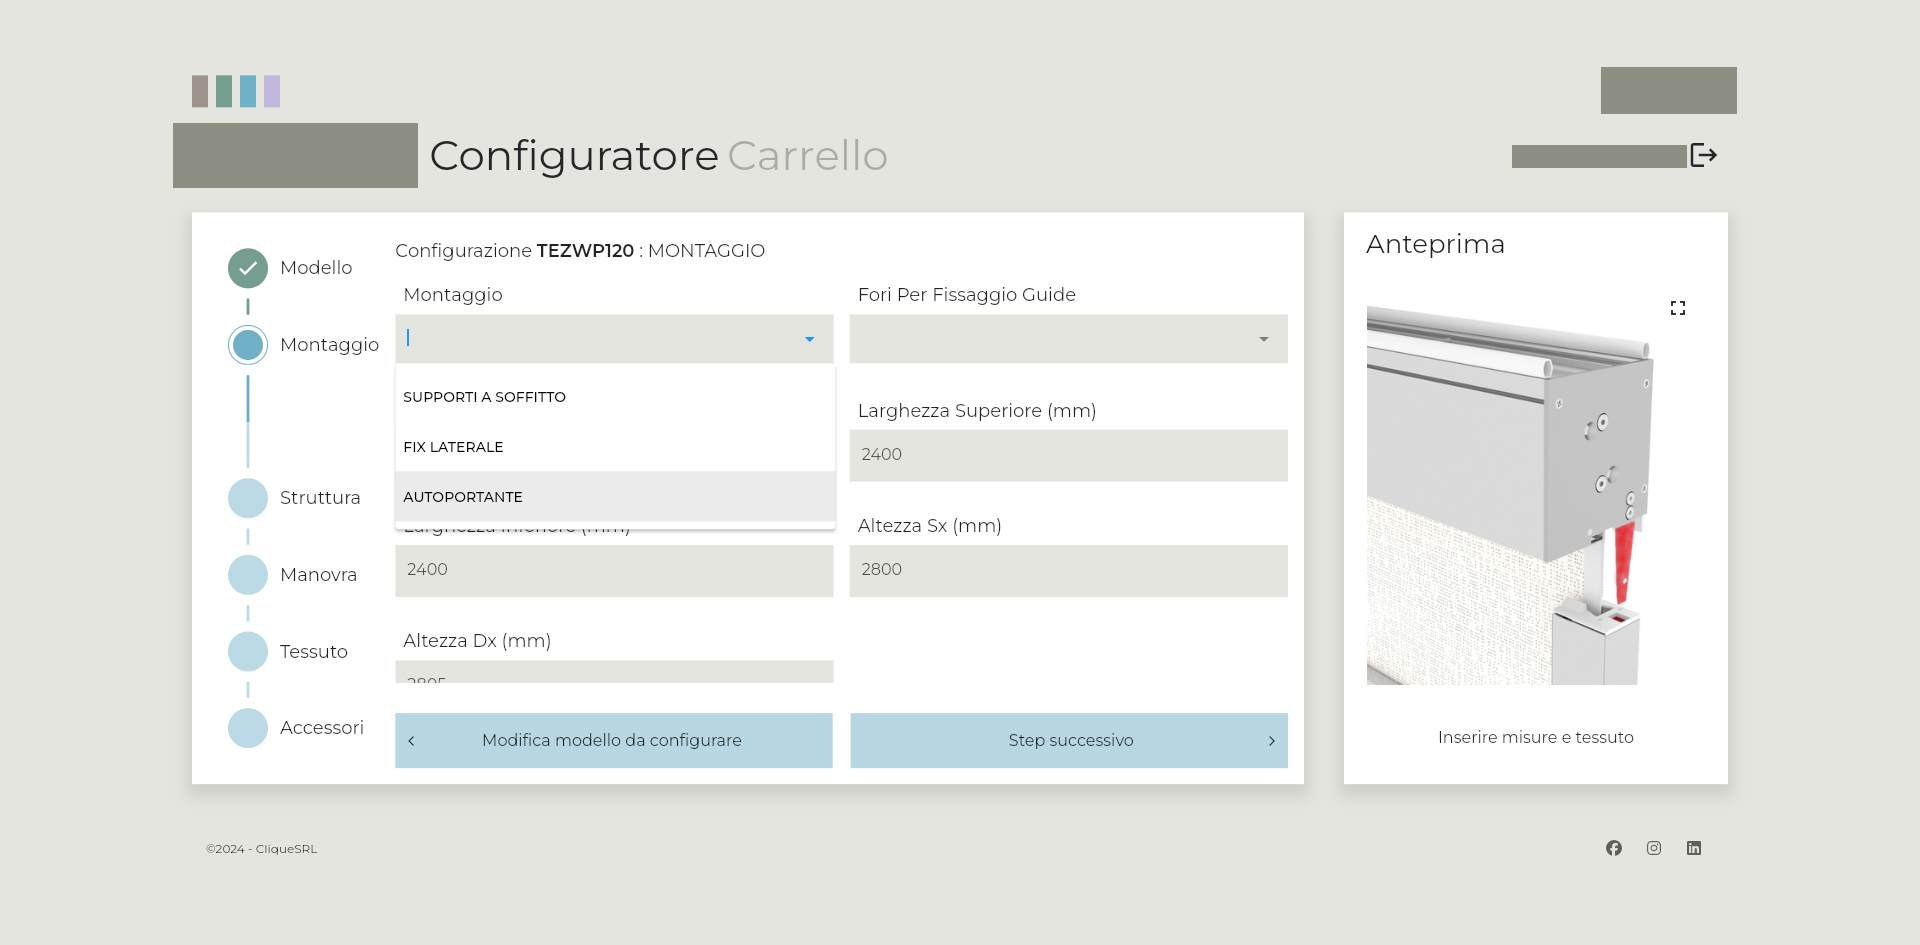 Configuratore Carrello
Configurazione TEZWP120 : MONTAGGIO
Modello
Montaggio
Struttura
Manovra
Tessuto
Accessori
Montaggio
Fori Per Fissaggio Guide
SUPPORTI A SOFFITTO
FIX LATERALE
AUTOPORTANTE
Larghezza Superiore (mm)
2400
Larghezza Inferiore (mm)
2400
Altezza Sx (mm)
2800
Altezza Dx (mm)
2805
Modifica modello da configurare
Step successivo
Anteprima
Inserire misure e tessuto
©2024 - CliqueSRL